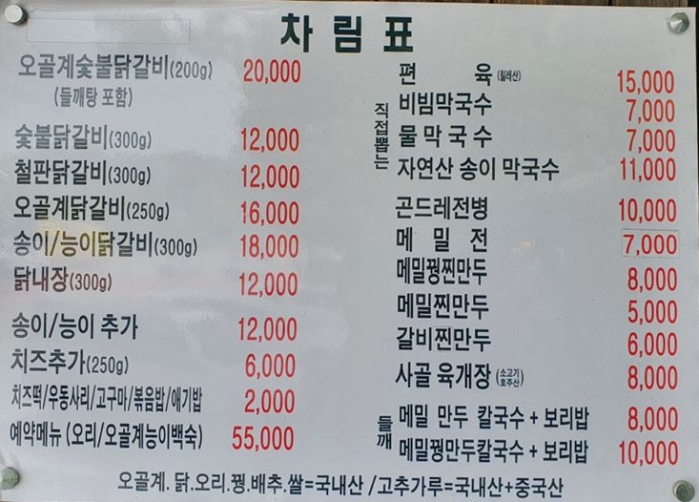 차림표
오골계숯불닭갈비(200g) 20,000
(들깨탕 포함)
숯불닭갈비(300g) 12,000
철판닭갈비(300g) 12,000
오골계닭갈비(250g) 16,000
송이/능이닭갈비(300g) 18,000
닭내장(300g) 12,000
송이/능이 추가 12,000
치즈추가(250g) 6,000
치즈떡/우동사리/고구마/볶음밥/애기밥 2,000
예약메뉴 (오리/오골계능이백숙) 55,000
편 육 (칠레산) 15,000
직접뽑는
비빔막국수 7,000
물막국수 7,000
자연산 송이 막국수 11,000
곤드레전병 10,000
메 밀 전 7,000
메밀꿩찐만두 8,000
메밀찐만두 5,000
갈비찐만두 6,000
사골 육개장 (소고기 호주산) 8,000
들깨
메밀 만두 칼국수 + 보리밥 8,000
메밀꿩만두칼국수 + 보리밥 10,000
오골계. 닭.오리.꿩.배추.쌀=국내산 /고추가루=국내산+중국산